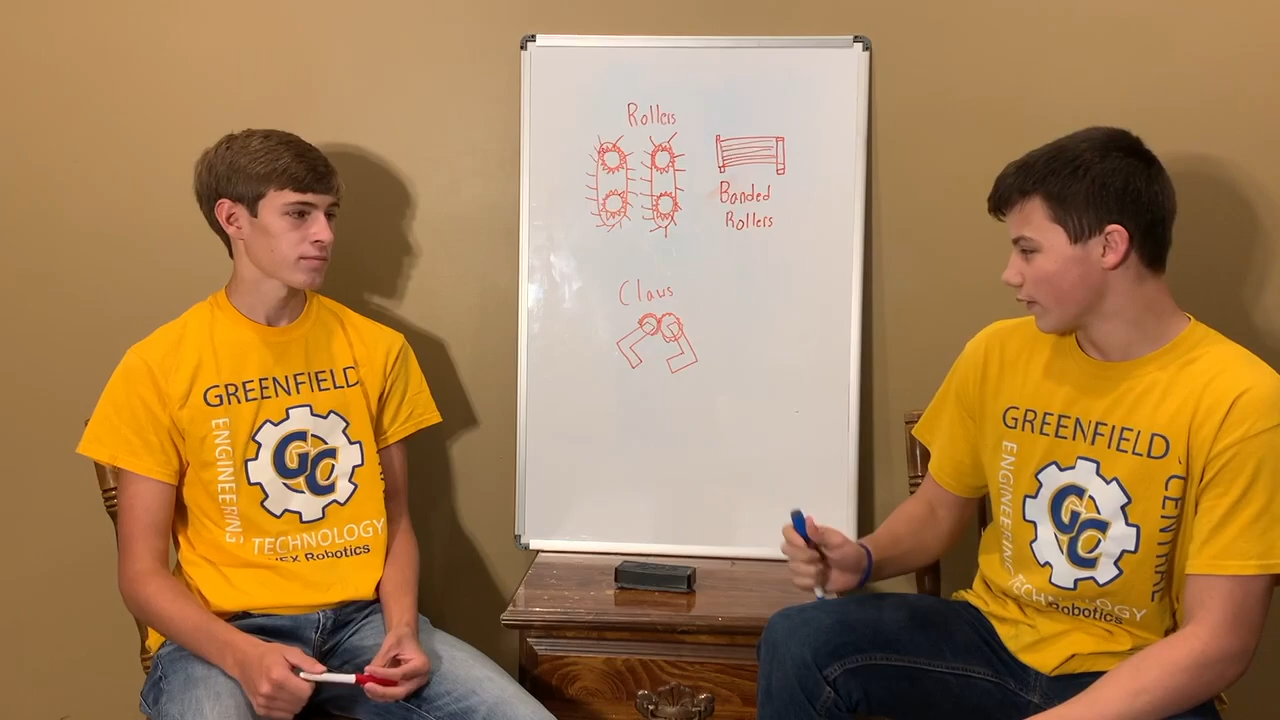 Rollers
Banded
Rollers
Claws
GREENFIELD
ENGINEERING
GC
TECHNOLOGY
VEX Robotics
GREENFIELD
CENTRAL
ENGINEERING
GC
TECHNOLOGY
Robotics